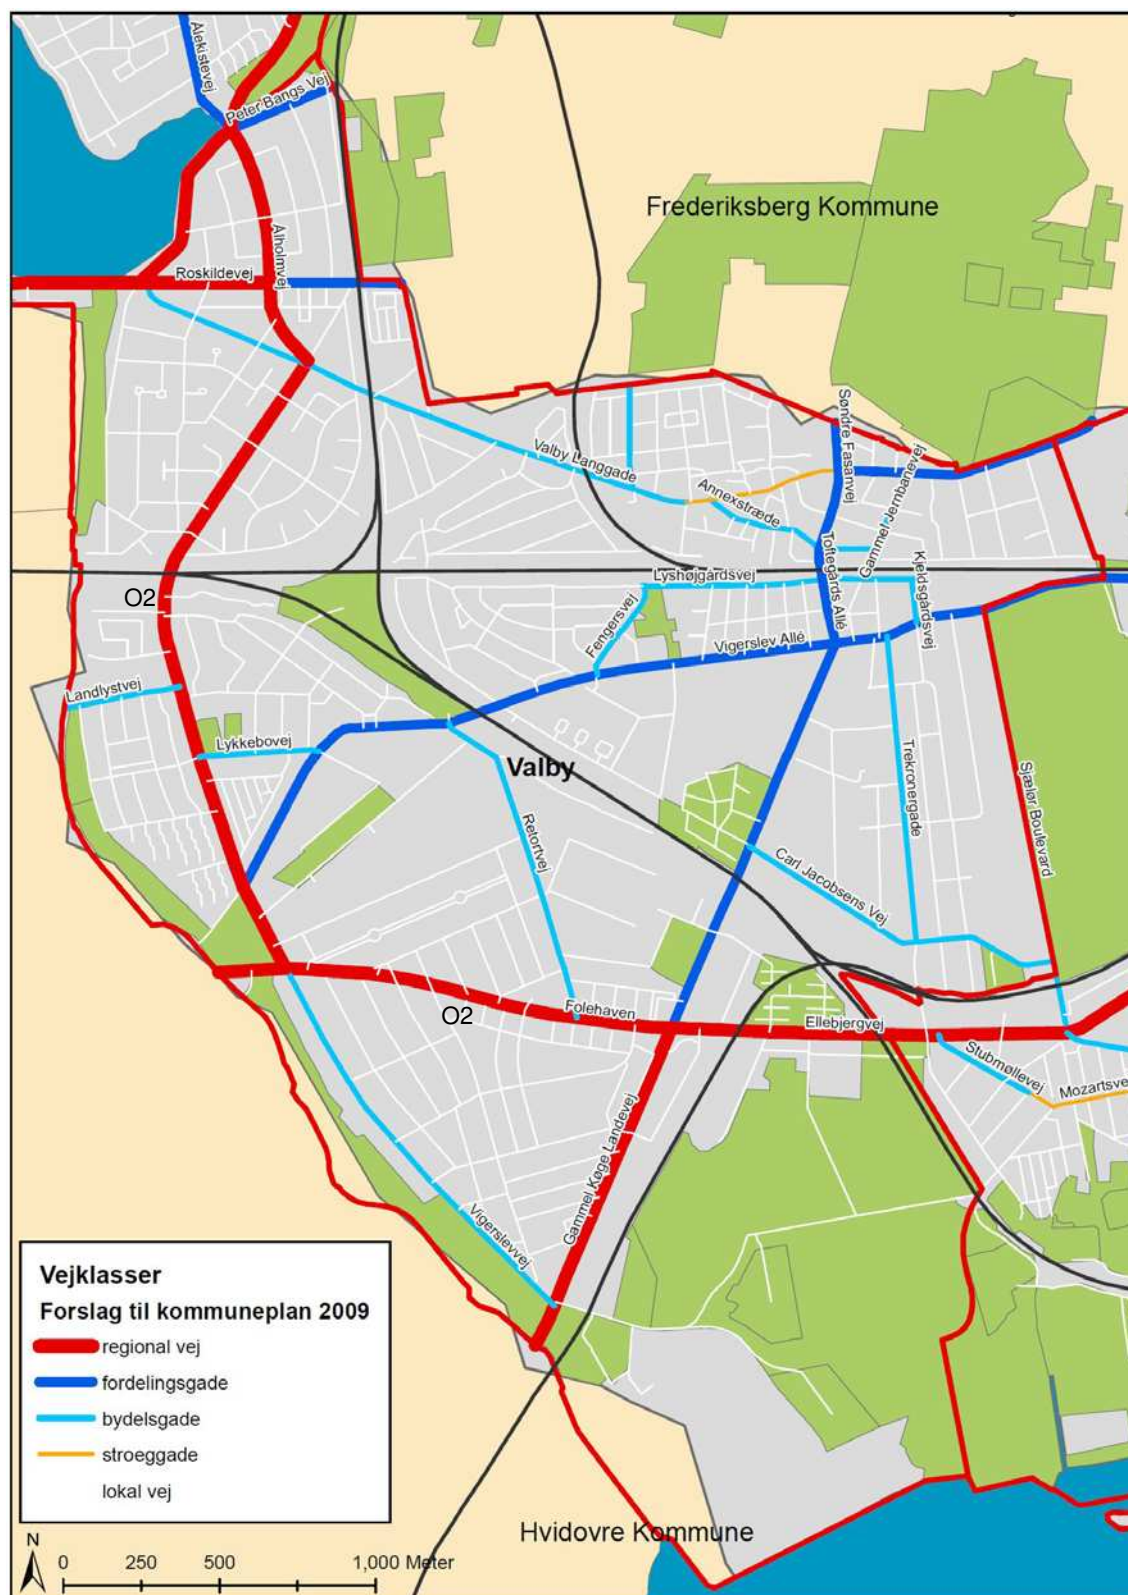 Ålekistevej
Peter Bangs Vej
Frederiksberg Kommune
Ålholmvej
Roskildevej
Søndre Fasanvej
Valby Langgade
Annexstræde
Gammel Jernbanevej
Toftegårds Allé
Kjeldsgårdsvej
Lyshøjgårdsvej
O2
Fengersvej
Vigerslev Allé
Landlystvej
Lykkebovej
Valby
Trekronergade
Sjælør Boulevard
Retortvej
Carl Jacobsens Vej
Folehaven
O2
Ellebjergvej
Stubmøllevej
Mozartsve
Gammel Køge Landevej
Vigerslevvej
Vejklasser
Forslag til kommuneplan 2009
regional vej
fordelingsgade
bydelsgade
stroeggade
lokal vej
Hvidovre Kommune
N
0 250 500 1,000 Meter